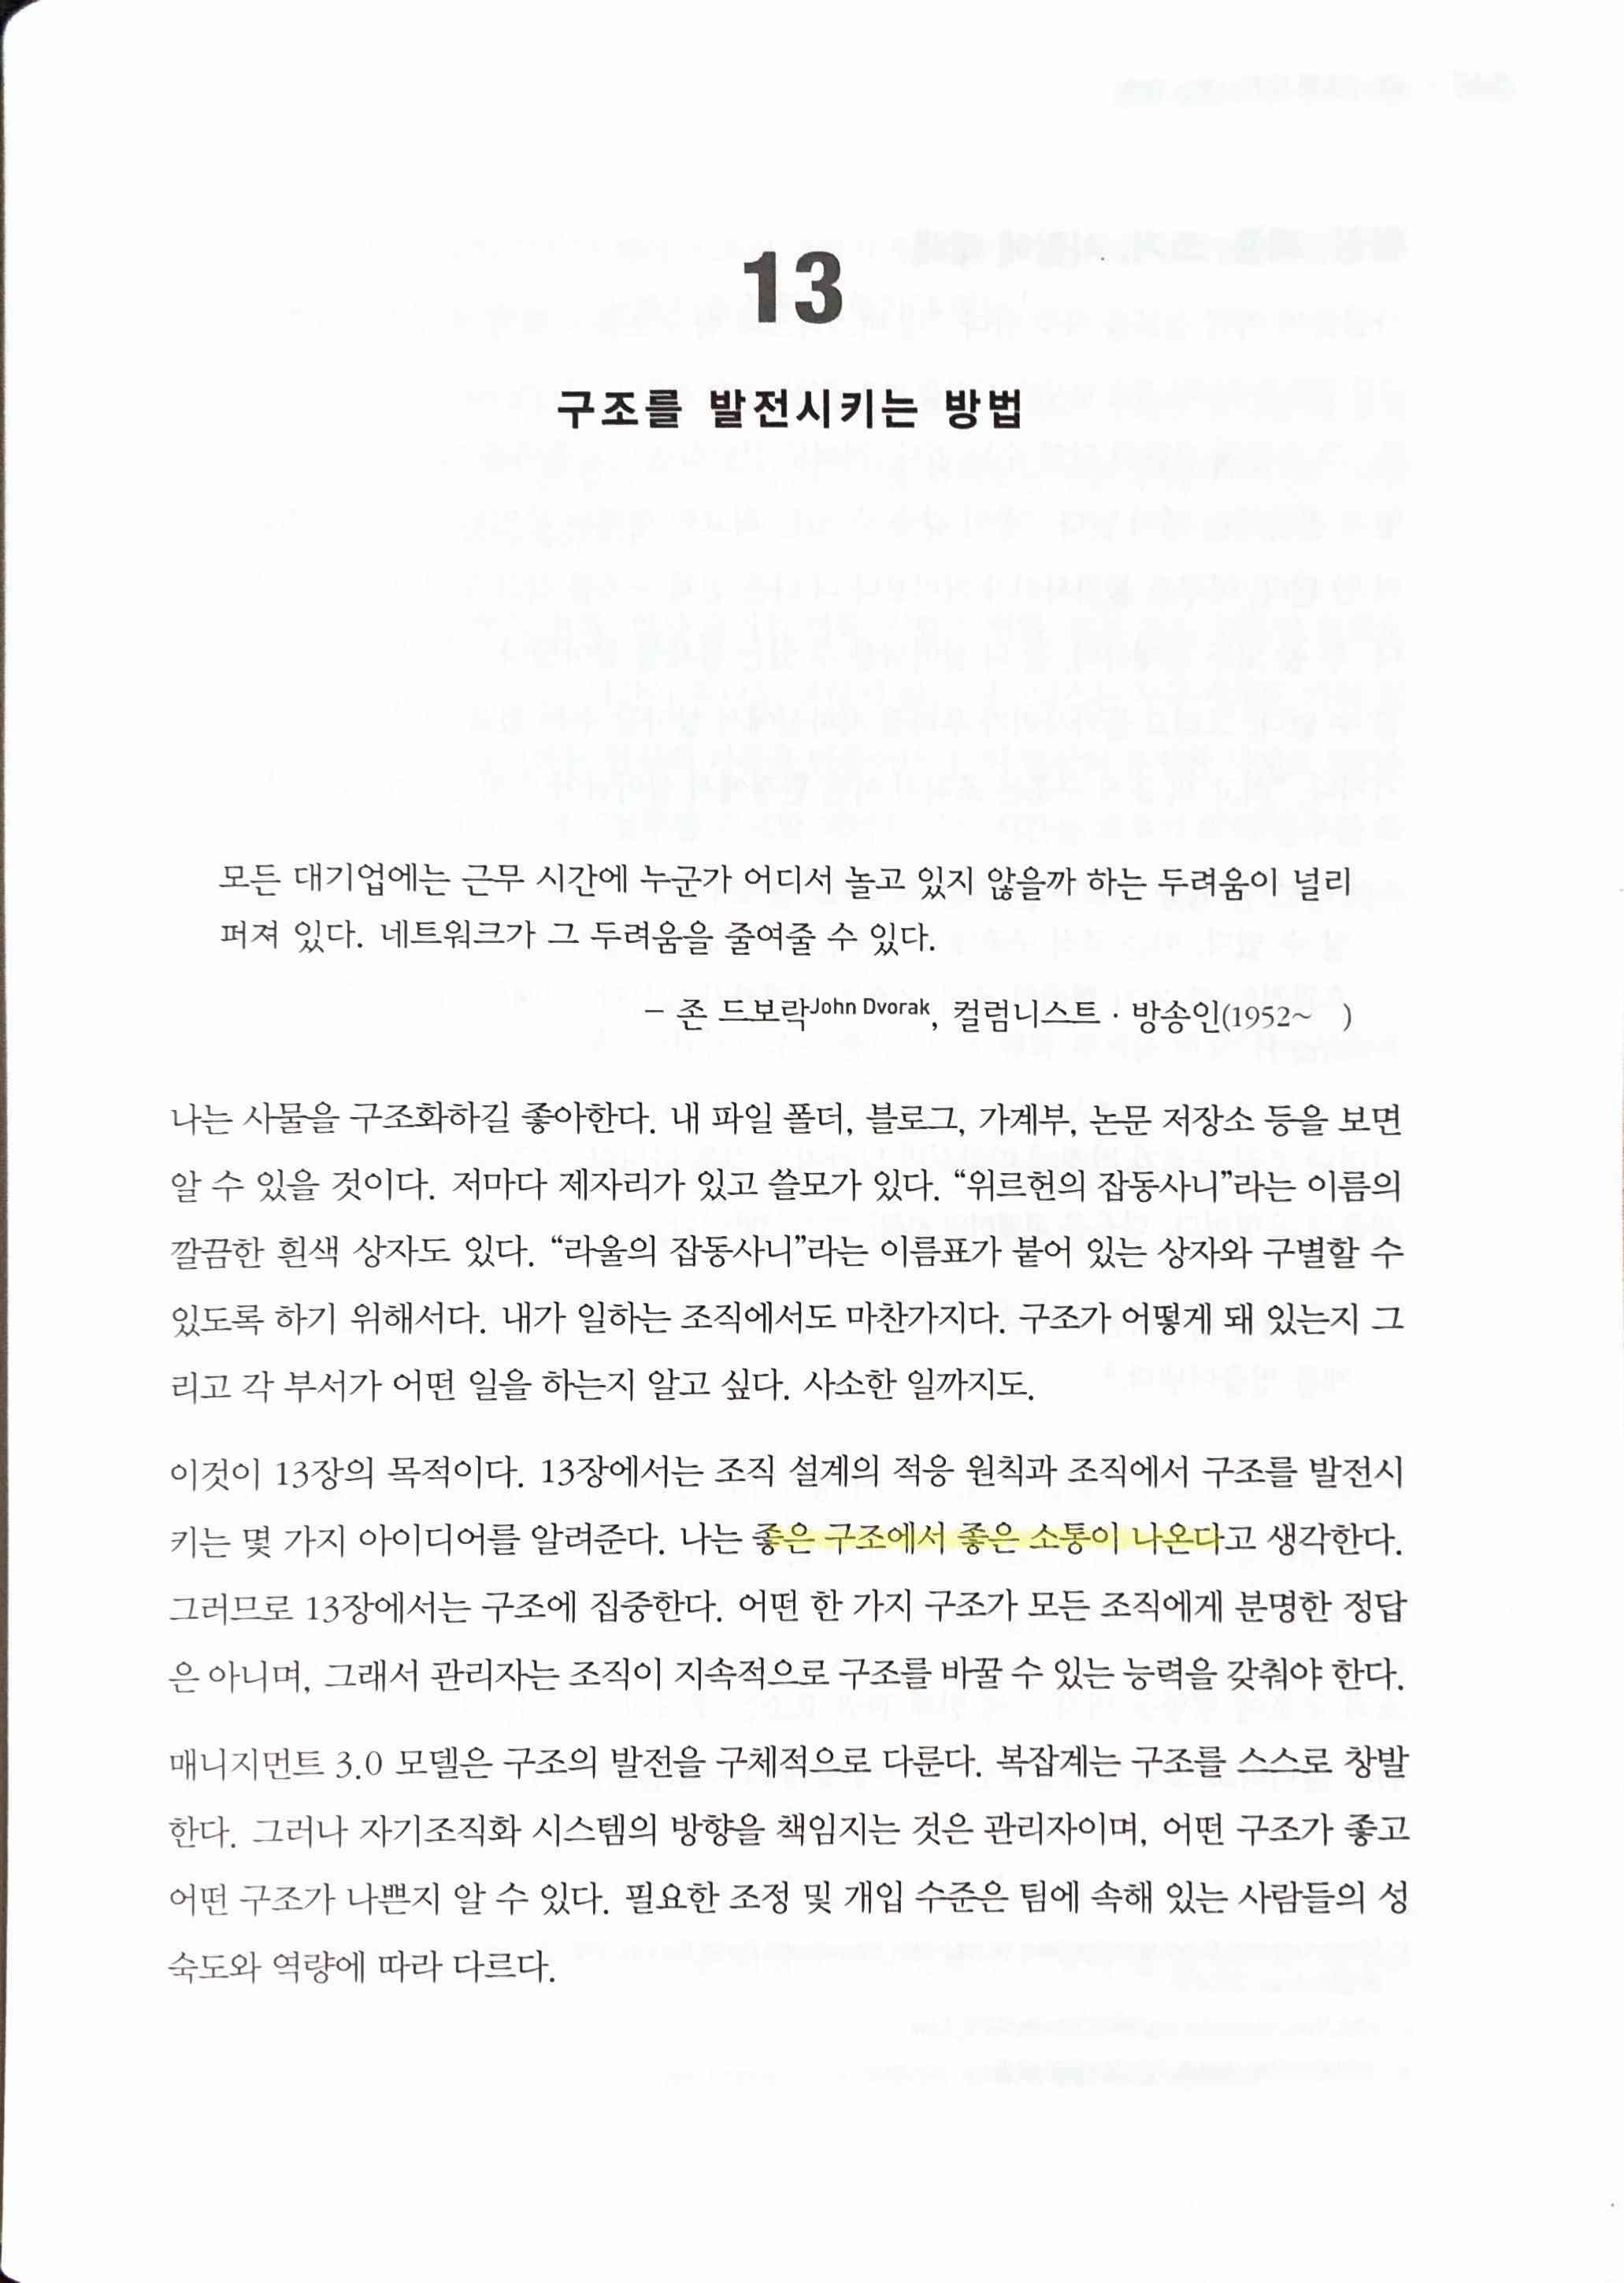 13
구조를 발전시키는 방법
모든 대기업에는 근무 시간에 누군가 어디서 놀고 있지 않을까 하는 두려움이 널리
퍼져 있다. 네트워크가 그 두려움을 줄여줄 수 있다.
– 존 드보락John Dvorak, 컬럼니스트 · 방송인(1952~ )
나는 사물을 구조화하길 좋아한다. 내 파일 폴더, 블로그, 가계부, 논문 저장소 등을 보면
알 수 있을 것이다. 저마다 제자리가 있고 쓸모가 있다. “위르헌의 잡동사니”라는 이름의
깔끔한 흰색 상자도 있다. “라울의 잡동사니”라는 이름표가 붙어 있는 상자와 구별할 수
있도록 하기 위해서다. 내가 일하는 조직에서도 마찬가지다. 구조가 어떻게 돼 있는지 그
리고 각 부서가 어떤 일을 하는지 알고 싶다. 사소한 일까지도.
이것이 13장의 목적이다. 13장에서는 조직 설계의 적응 원칙과 조직에서 구조를 발전시
키는 몇 가지 아이디어를 알려준다. 나는 좋은 구조에서 좋은 소통이 나온다고 생각한다.
그러므로 13장에서는 구조에 집중한다. 어떤 한 가지 구조가 모든 조직에게 분명한 정답
은 아니며, 그래서 관리자는 조직이 지속적으로 구조를 바꿀 수 있는 능력을 갖춰야 한다.
매니지먼트 3.0 모델은 구조의 발전을 구체적으로 다룬다. 복잡계는 구조를 스스로 창발
한다. 그러나 자기조직화 시스템의 방향을 책임지는 것은 관리자이며, 어떤 구조가 좋고
어떤 구조가 나쁜지 알 수 있다. 필요한 조정 및 개입 수준은 팀에 속해 있는 사람들의 성
숙도와 역량에 따라 다르다.